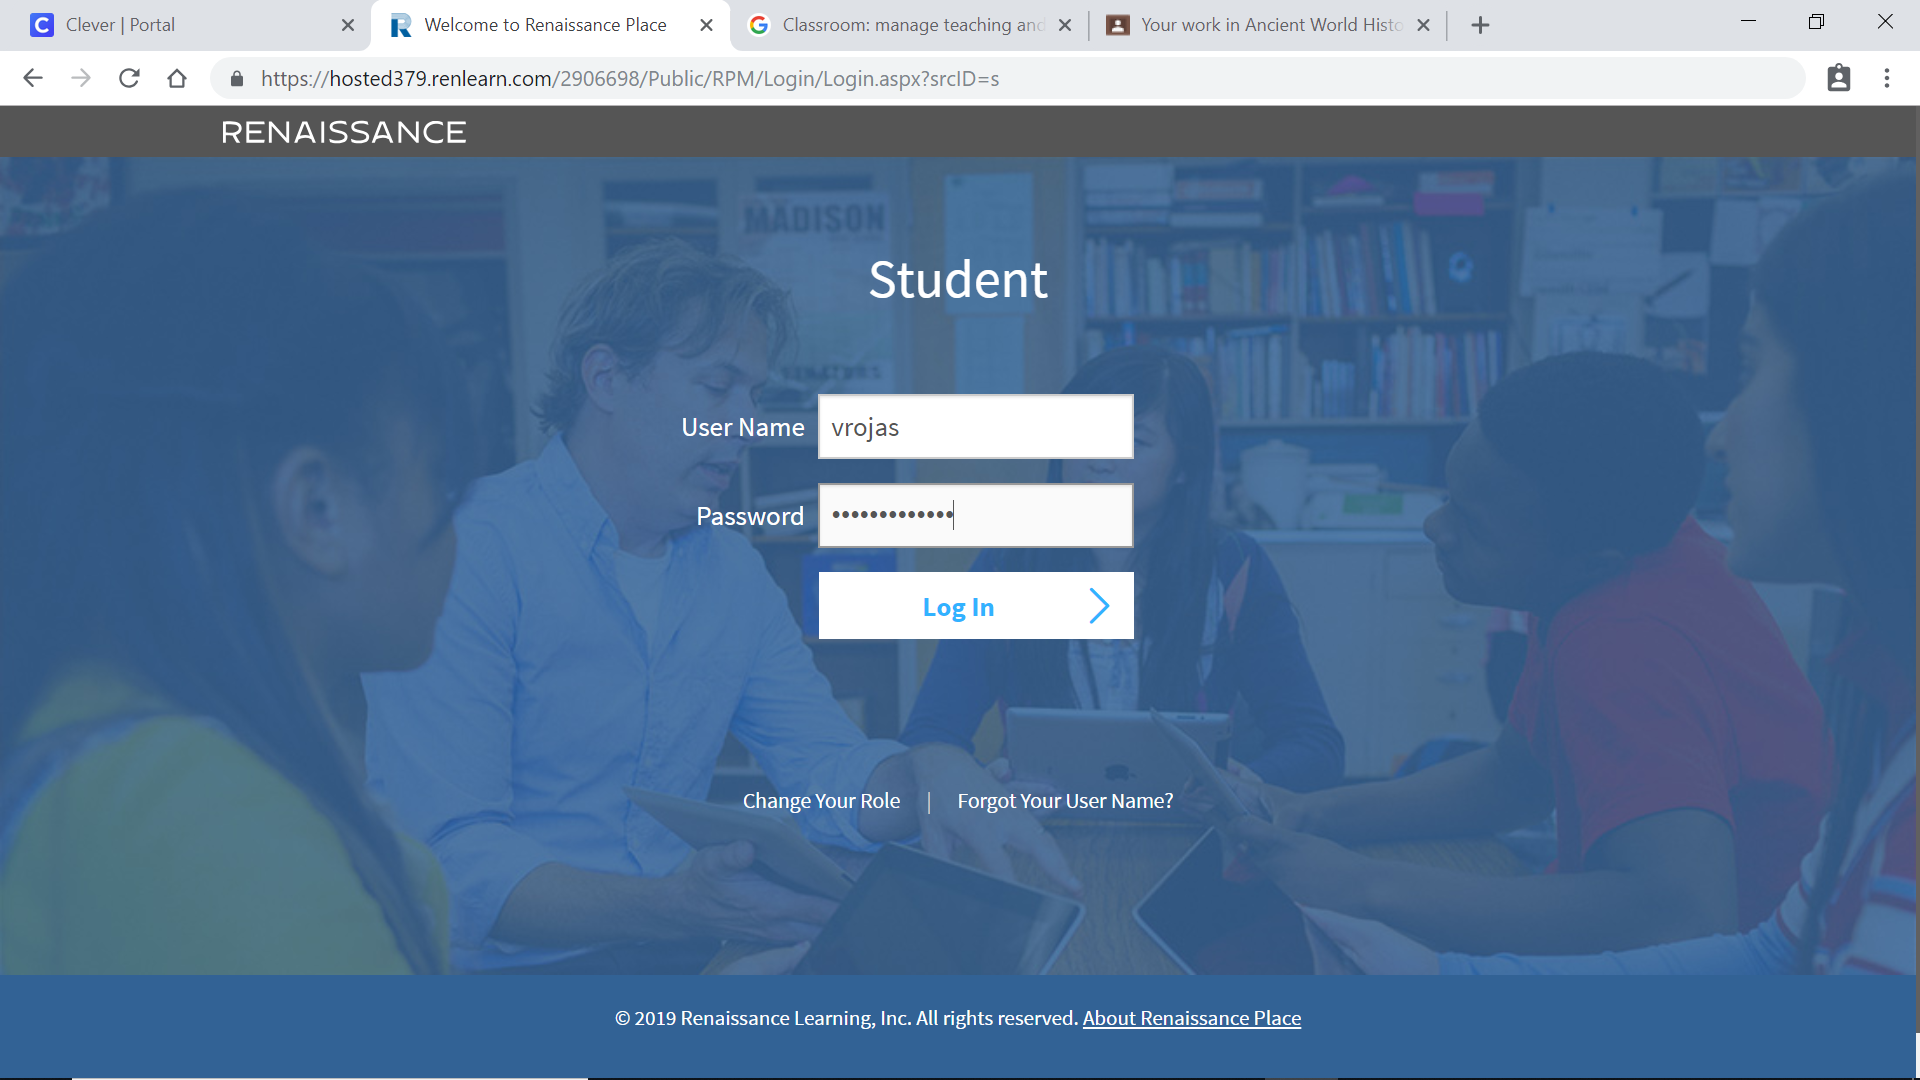 Clever | Portal
Welcome to Renaissance Place
Classroom: manage teaching and
Your work in Ancient World Histo
https://hosted379.renlearn.com/2906698/Public/RPM/Login/Login.aspx?srcID=s
RENAISSANCE
MADISON
SENATORS
Student
User Name
vrojas
Password
•••••••••••••
Log In
Change Your Role | Forgot Your User Name?
© 2019 Renaissance Learning, Inc. All rights reserved. About Renaissance Place